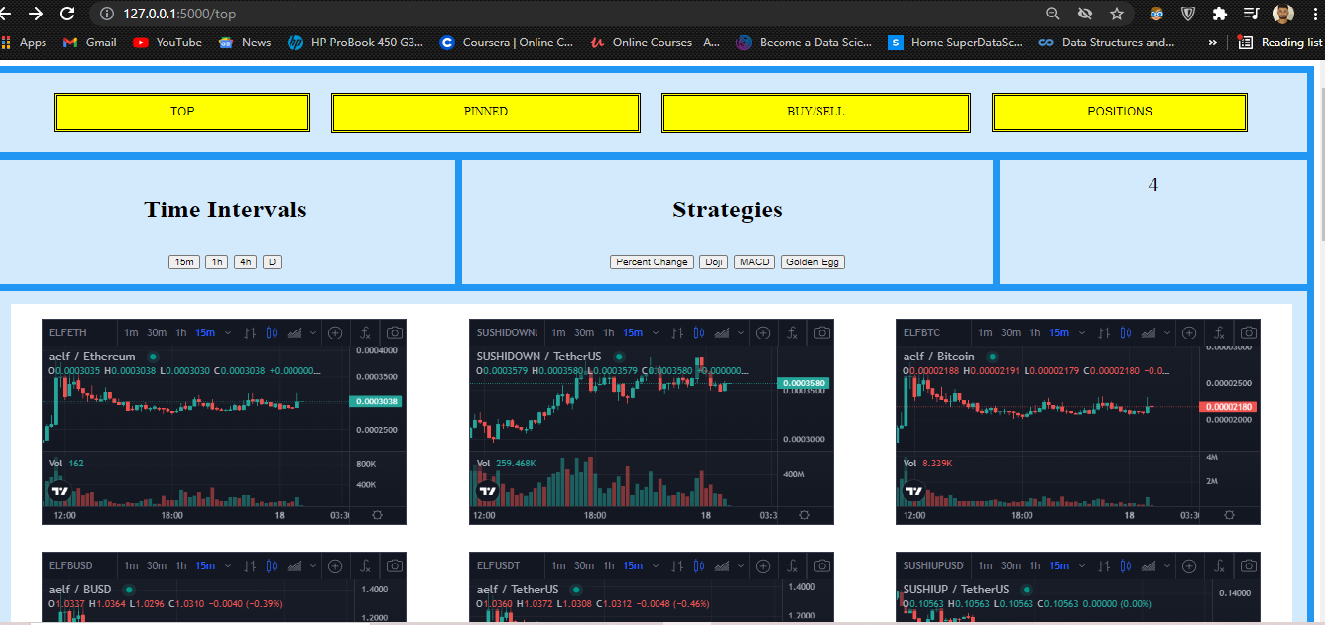 127.0.0.1:5000/top
Apps Gmail YouTube News HP ProBook 450 G3... Coursera | Online C... Online Courses A... Become a Data Scie... Home SuperDataSc... Data Structures and... » Reading list
TOP PINNED BUY/SELL POSITIONS
Time Intervals Strategies 4
15m 1h 4h D Percent Change Doji MACD Golden Egg
ELFETH 1m 30m 1h 15m
aelf / Ethereum
O0.0003035 H0.0003038 L0.0003030 C0.0003038 +0.000000...
0.0004000
0.0003500
0.0003038
0.0002500
Vol 162
800K
400K
12:00 18:00 18
SUSHIDOWN 1m 30m 1h 15m
SUSHIDOWN / TetherUS
O0.0003579 H0.0003580 L0.0003579 C0.0003580 +0.000000...
0.0003580
0.0003500
0.0003000
Vol 259.468K
400M
12:00 18:00 18 03:3
ELFBTC 1m 30m 1h 15m
aelf / Bitcoin
O0.00002188 H0.00002191 L0.00002179 C0.00002180 −0.0...
0.00003000
0.00002500
0.00002180
0.00002000
Vol 8.339K
4M
2M
12:00 18:00 18
ELFBUSD 1m 30m 1h 15m
aelf / BUSD
O1.0337 H1.0364 L1.0296 C1.0310 −0.0040 (−0.39%)
1.4000
1.2000
ELFUSDT 1m 30m 1h 15m
aelf / TetherUS
O1.0360 H1.0372 L1.0308 C1.0312 −0.0048 (−0.46%)
1.4000
1.2000
SUSHIUPUSD 1m 30m 1h 15m
SUSHIUP / TetherUS
O0.10563 H0.10563 L0.10563 C0.10563 0.00000 (0.00%)
0.14000